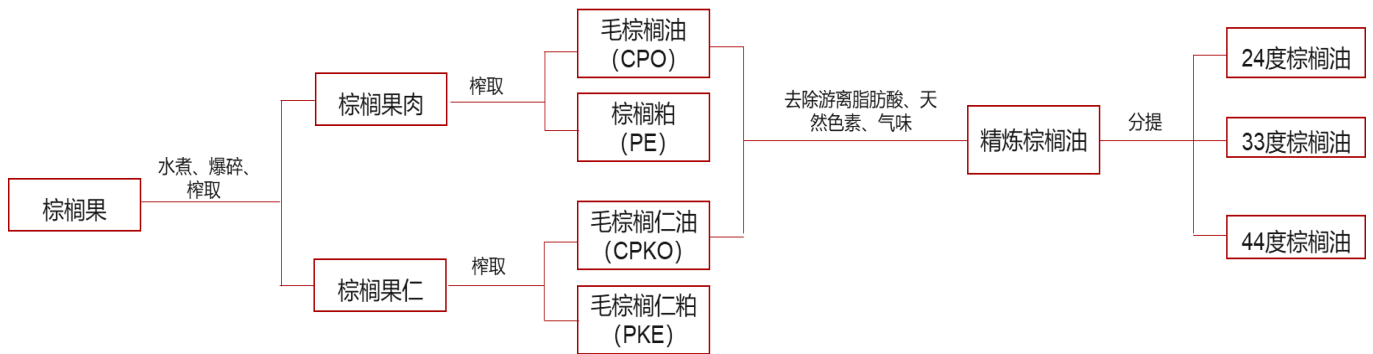 棕榈果
水煮、爆碎、
榨取
棕榈果肉
棕榈果仁
榨取
榨取
毛棕榈油
（CPO）
棕榈粕
（PE）
毛棕榈仁油
（CPKO）
毛棕榈仁粕
（PKE）
去除游离脂肪酸、天
然色素、气味
精炼棕榈油
分提
24度棕榈油
33度棕榈油
44度棕榈油